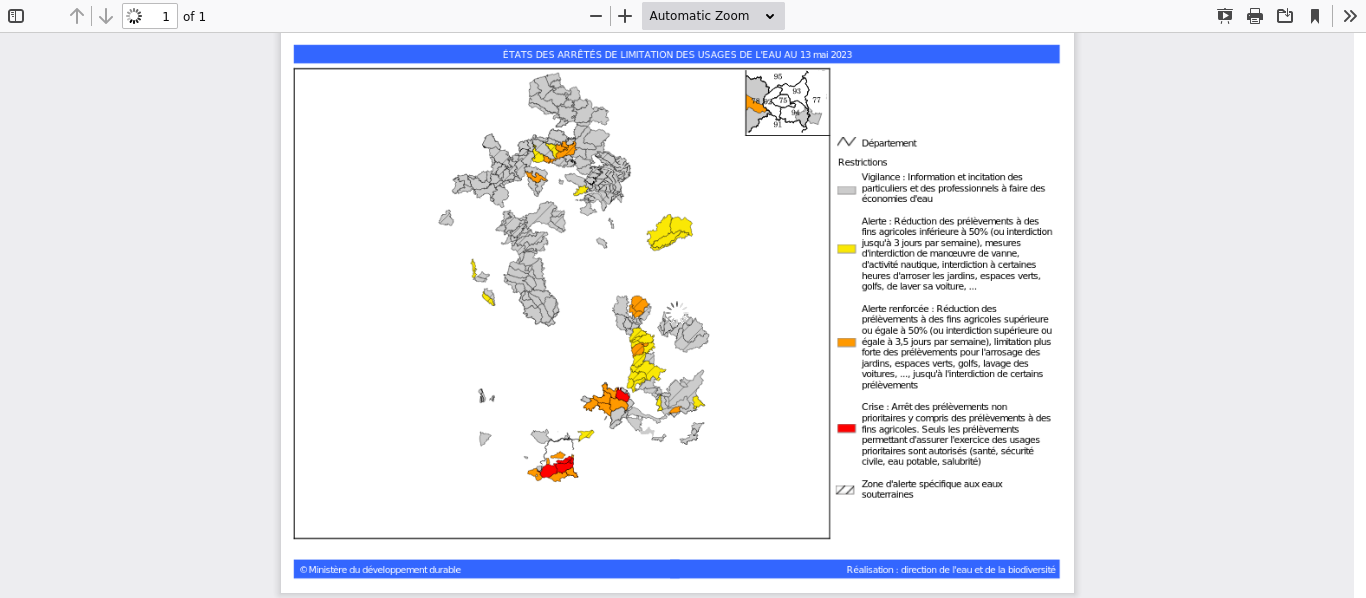 1
of 1
Automatic Zoom
ÉTATS DES ARRÊTÉS DE LIMITATION DES USAGES DE L'EAU AU 13 mai 2023
95
93
78
92
75
77
94
91
Département
Restrictions
Vigilance : Information et incitation des
particuliers et des professionnels à faire des
économies d'eau
Alerte : Réduction des prélèvements à des
fins agricoles inférieure à 50% (ou interdiction
jusqu'à 3 jours par semaine), mesures
d'interdiction de manœuvre de vanne,
d'activité nautique, interdiction à certaines
heures d'arroser les jardins, espaces verts,
golfs, de laver sa voiture, ...
Alerte renforcée : Réduction des
prélèvements à des fins agricoles supérieure
ou égale à 50% (ou interdiction supérieure ou
égale à 3,5 jours par semaine), limitation plus
forte des prélèvements pour l'arrosage des
jardins, espaces verts, golfs, lavage des
voitures, ..., jusqu'à l'interdiction de certains
prélèvements
Crise : Arrêt des prélèvements non
prioritaires y compris des prélèvements à des
fins agricoles. Seuls les prélèvements
permettant d'assurer l'exercice des usages
prioritaires sont autorisés (santé, sécurité
civile, eau potable, salubrité)
Zone d'alerte spécifique aux eaux
souterraines
©Ministère du développement durable
Réalisation : direction de l'eau et de la biodiversité